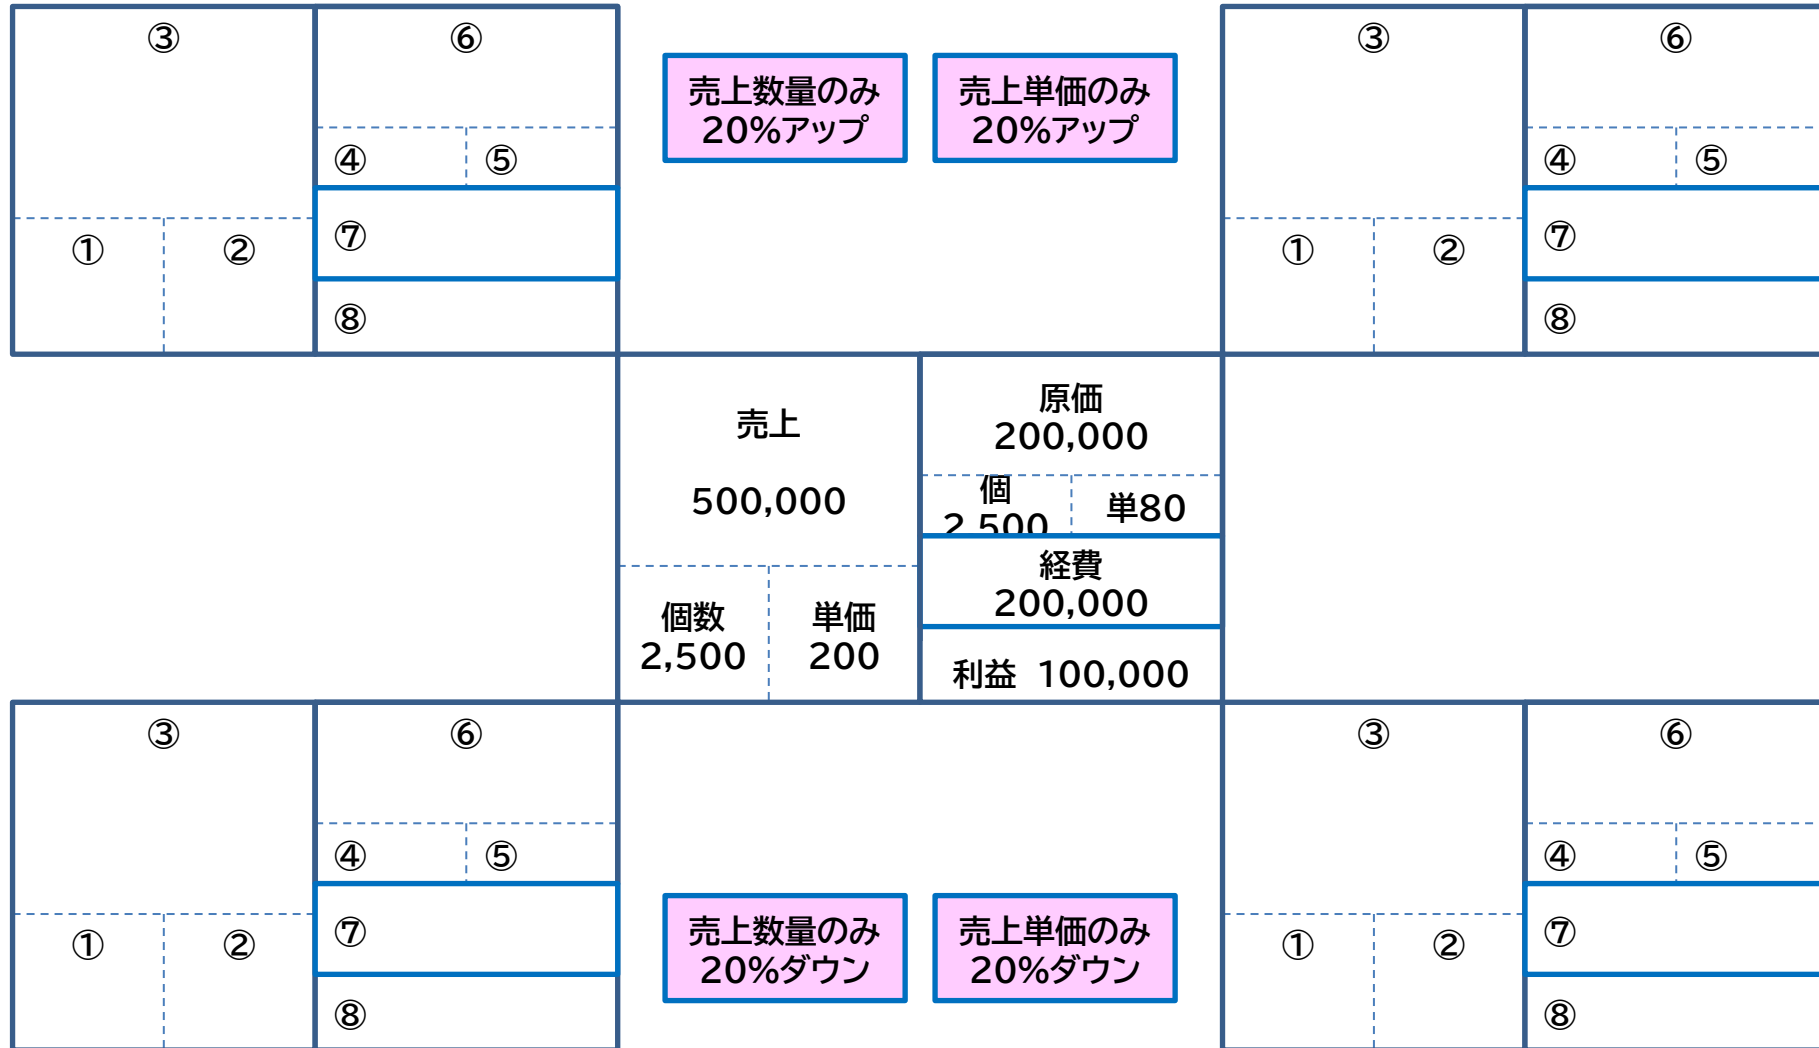 ③
⑥
④
⑤
①
②
⑦
⑧
売上数量のみ
20%アップ
売上単価のみ
20%アップ
③
⑥
④
⑤
①
②
⑦
⑧
売上
500,000
個数
2,500
単価
200
原価
200,000
個
2,500
単80
経費
200,000
利益 100,000
③
⑥
④
⑤
①
②
⑦
⑧
売上数量のみ
20%ダウン
売上単価のみ
20%ダウン
③
⑥
④
⑤
①
②
⑦
⑧